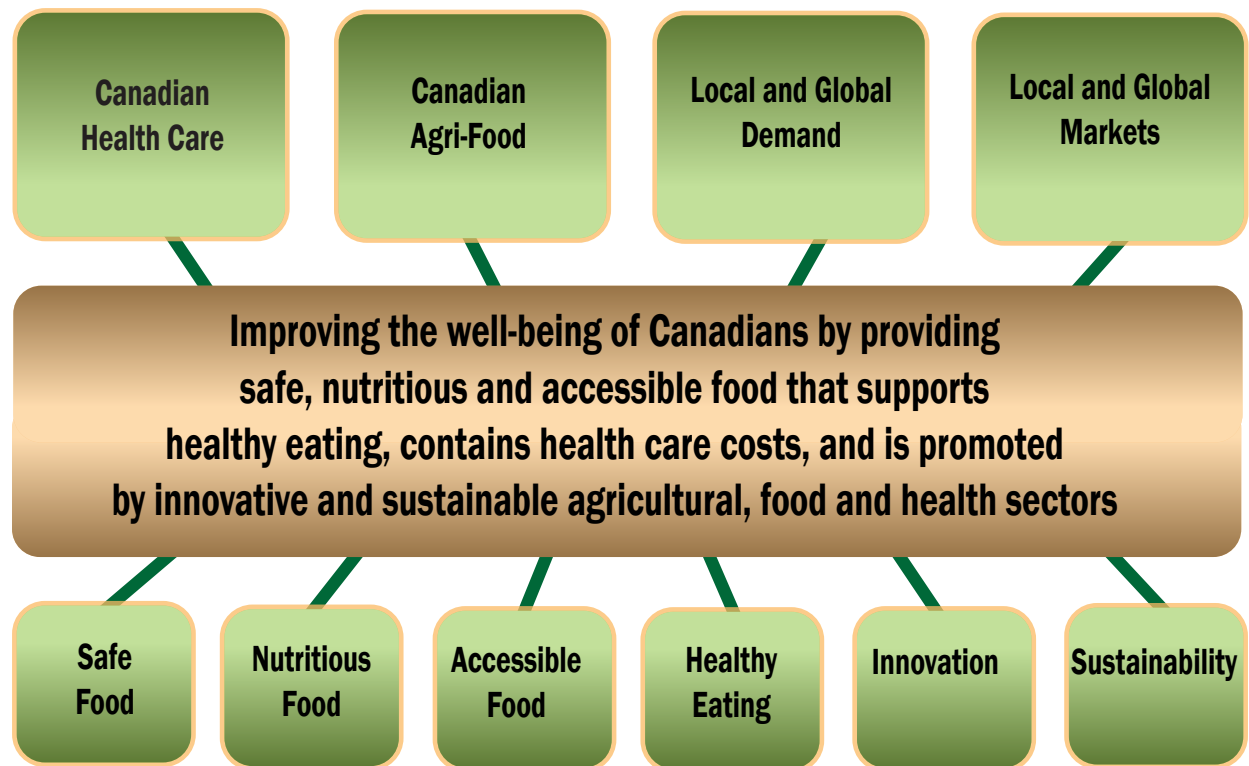 Canadian
Health Care
Canadian
Agri-Food
Local and Global
Demand
Local and Global
Markets
Improving the well-being of Canadians by providing
safe, nutritious and accessible food that supports
healthy eating, contains health care costs, and is promoted
by innovative and sustainable agricultural, food and health sectors
Safe
Food
Nutritious
Food
Accessible
Food
Healthy
Eating
Innovation
Sustainability